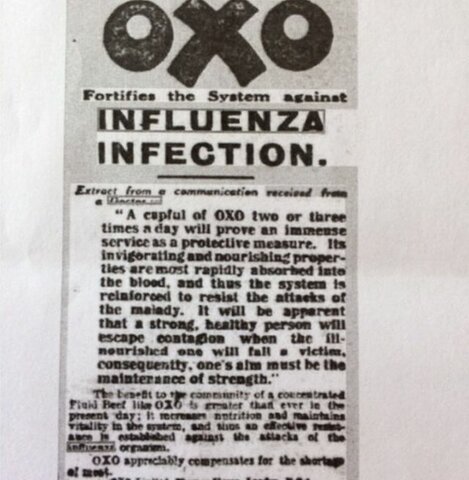 OXO
Fortifies the System against
INFLUENZA
INFECTION.
Extract from a communication received from
a Doctor:—
"A cupful of OXO two or three
times a day will prove an immense
service as a protective measure. Its
invigorating and nourishing proper-
ties are most rapidly absorbed into
the blood, and thus the system is
reinforced to resist the attacks of
the malady. It will be apparent
that a strong, healthy person will
escape contagion when the ill-
nourished one will fall a victim,
consequently, one's aim must be the
maintenance of strength."
The benefit to the community of a concentrated
Fluid Beef like OXO is greater than ever in the
present day; it increases nutrition and maintains
vitality in the system, and thus an effective resist-
ance is established against the attacks of the
influenza organism.
OXO appreciably compensates for the shortage
of meat.